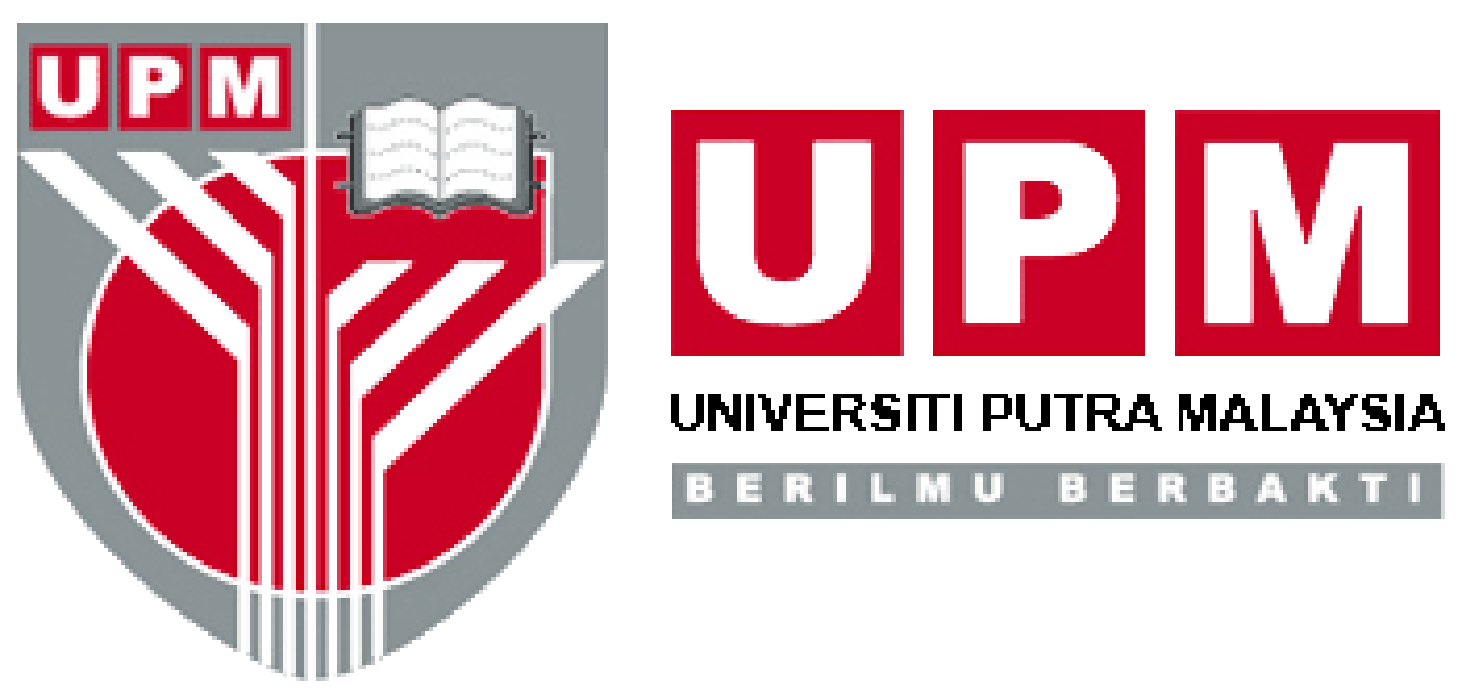 UPM
UPM
UNIVERSITI PUTRA MALAYSIA
BERILMU BERBAKTI